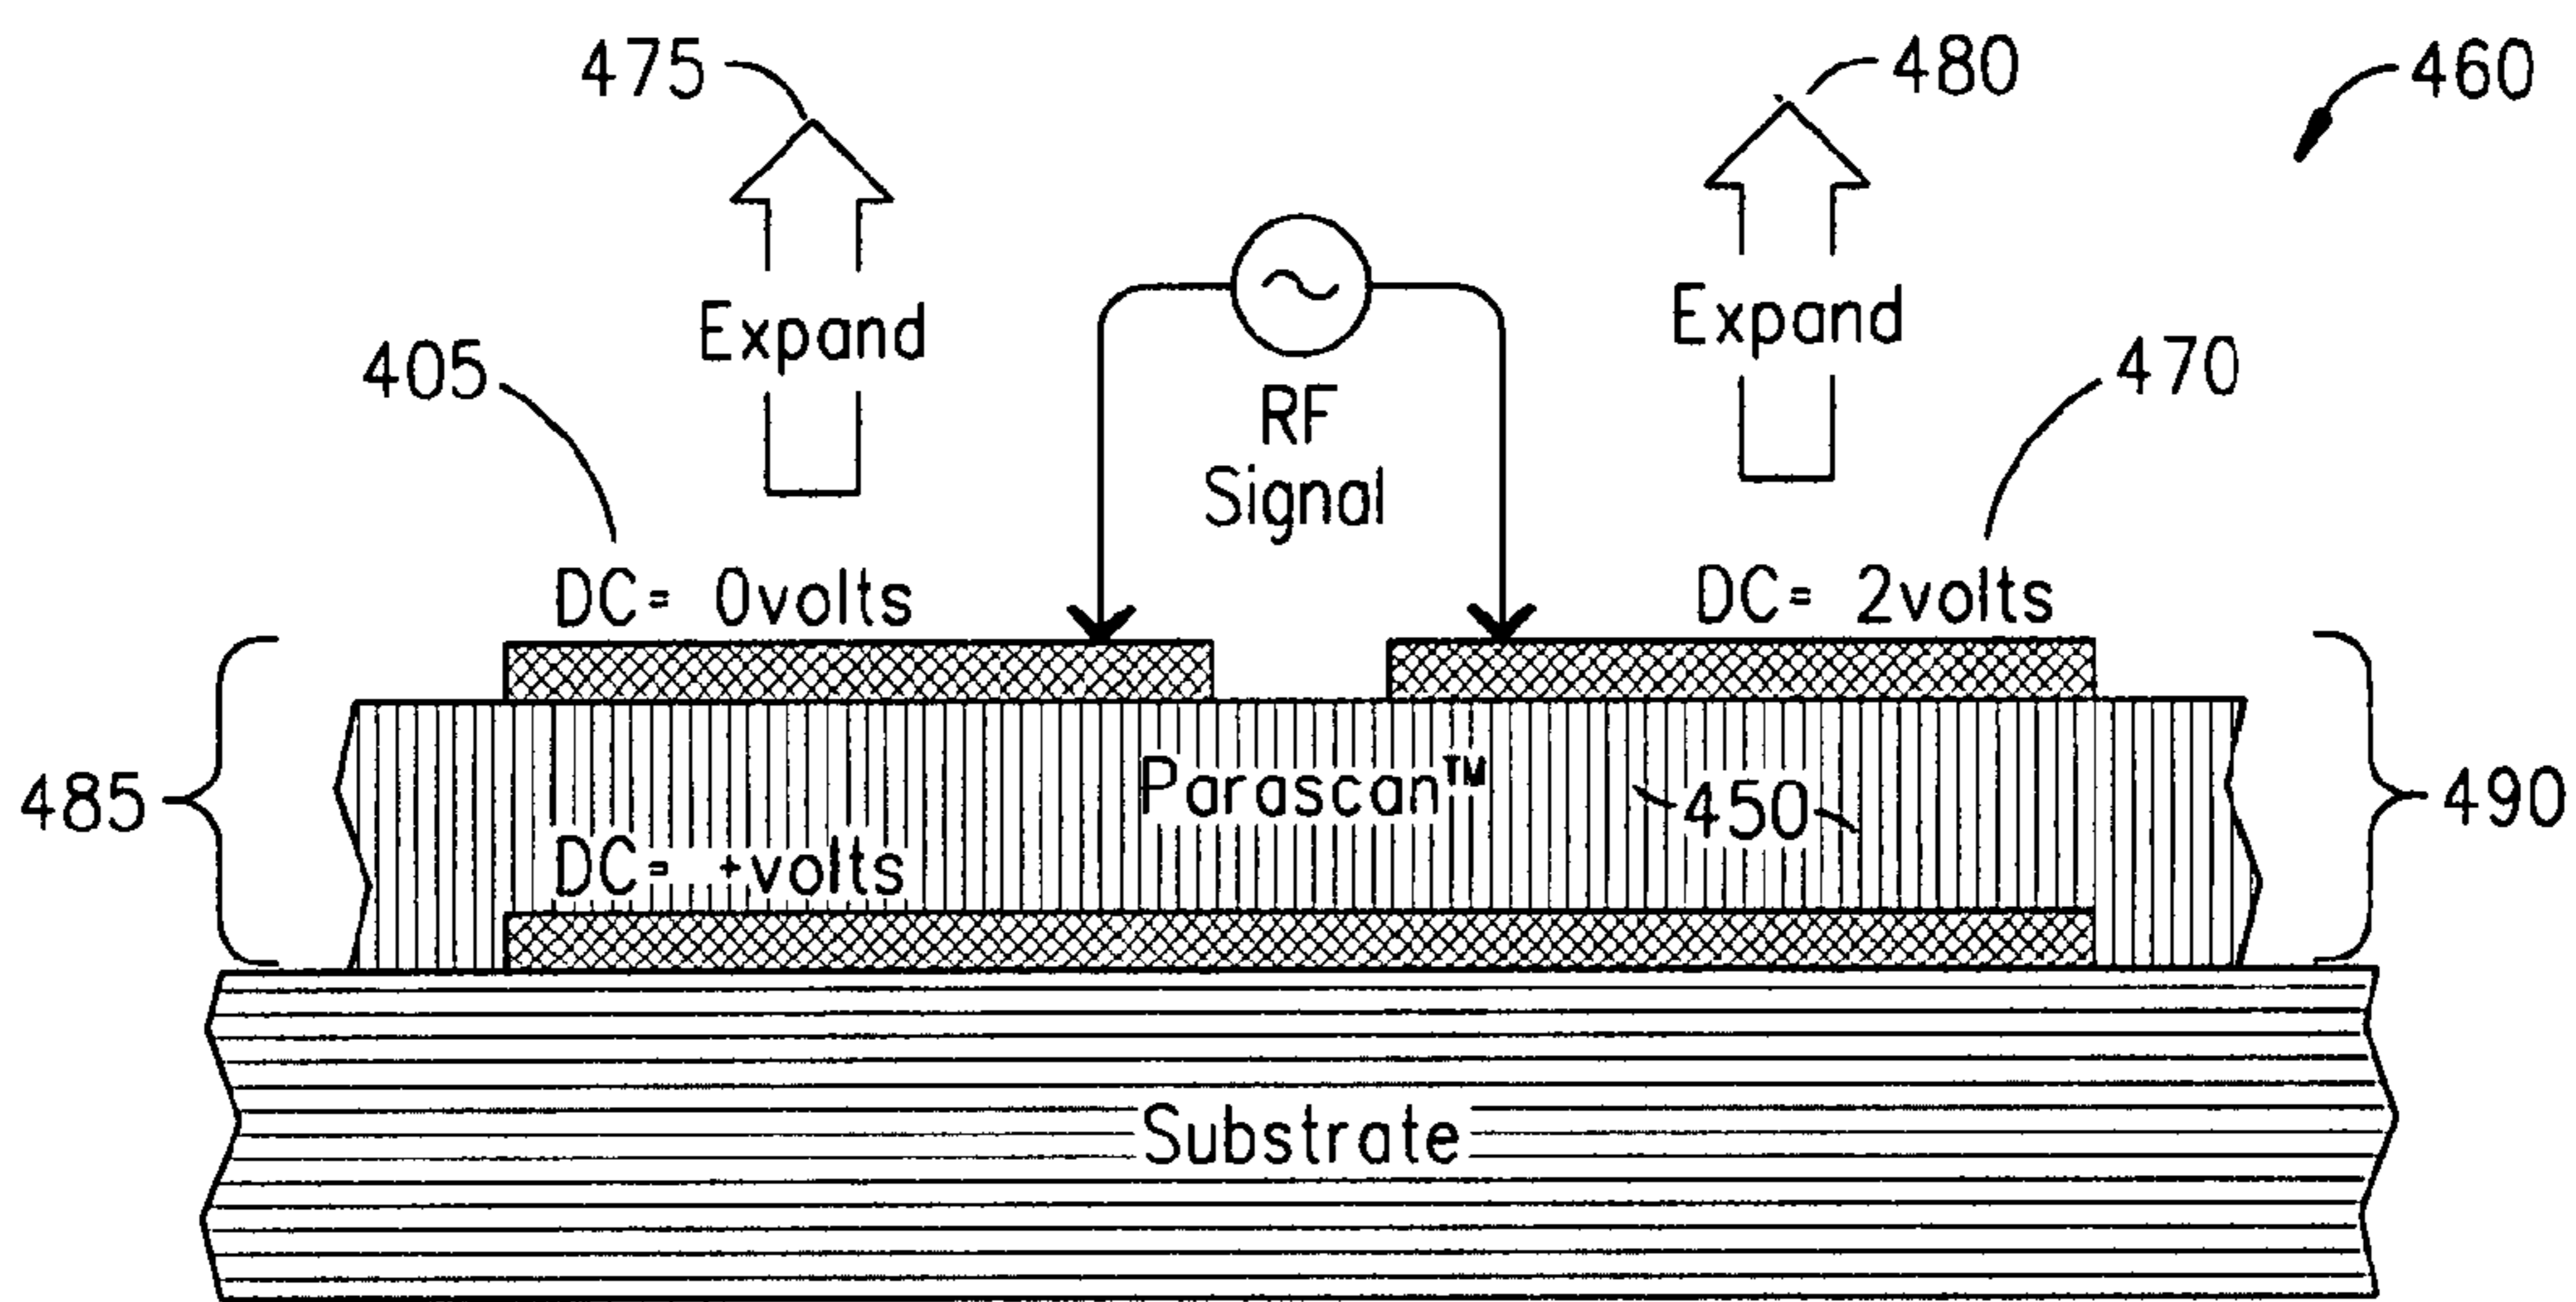 475
480
460
Expand
Expand
405
RF
Signal
470
DC= 0volts
DC= 2volts
485
Parascan™
450
490
DC= +volts
Substrate